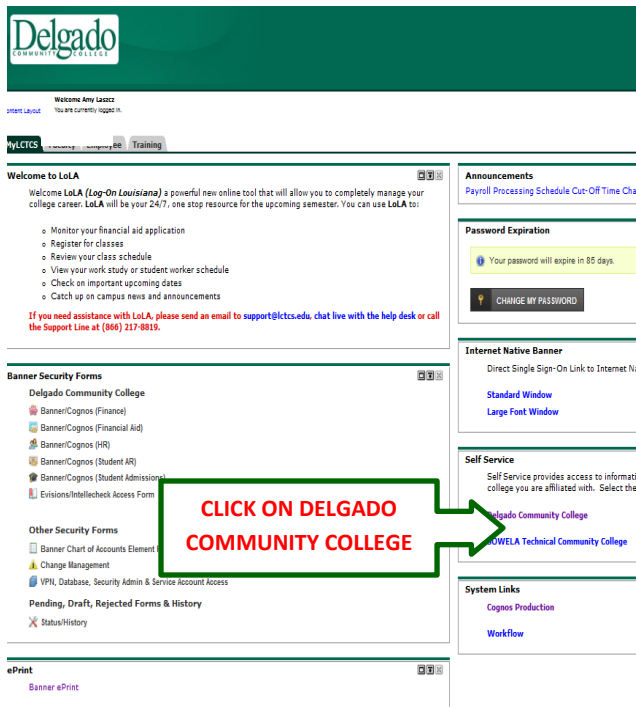 Delgado
COMMUNITY COLLEGE
Welcome Amy Laszcz
ontent Layout You are currently logged in.
MyLCTCS Faculty Employee Training
Welcome to LoLA
Welcome LoLA (Log-On Louisiana) a powerful new online tool that will allow you to completely manage your
college career. LoLA will be your 24/7, one stop resource for the upcoming semester. You can use LoLA to:
Monitor your financial aid application
Register for classes
Review your class schedule
View your work study or student worker schedule
Check on important upcoming dates
Catch up on campus news and announcements
If you need assistance with LoLA, please send an email to support@lctcs.edu, chat live with the help desk or call
the Support Line at (866) 217-8819.
Banner Security Forms
Delgado Community College
Banner/Cognos (Finance)
Banner/Cognos (Financial Aid)
Banner/Cognos (HR)
Banner/Cognos (Student AR)
Banner/Cognos (Student Admissions)
Evisions/Intellecheck Access Form
Other Security Forms
Banner Chart of Accounts Element
Change Management
VPN, Database, Security Admin & Service Account Access
Pending, Draft, Rejected Forms & History
Status/History
ePrint
Banner ePrint
CLICK ON DELGADO
COMMUNITY COLLEGE
Announcements
Payroll Processing Schedule Cut-Off Time Cha
Password Expiration
Your password will expire in 85 days.
CHANGE MY PASSWORD
Internet Native Banner
Direct Single Sign-On Link to Internet Na
Standard Window
Large Font Window
Self Service
Self Service provides access to informati
college you are affiliated with. Select the
Delgado Community College
SOWELA Technical Community College
System Links
Cognos Production
Workflow